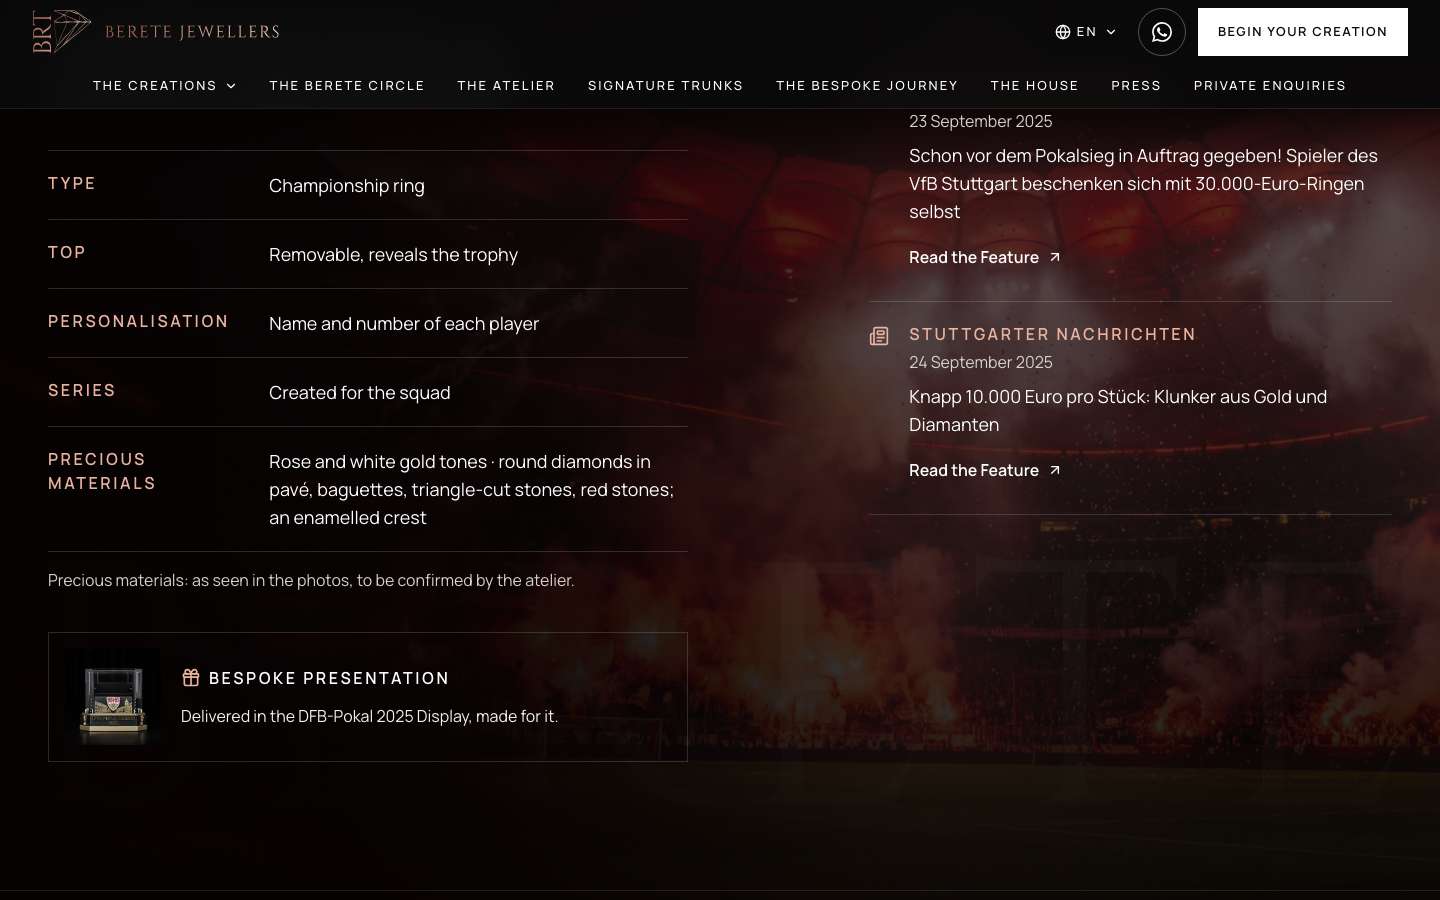 BRT
BERETE JEWELLERS
EN
BEGIN YOUR CREATION
THE CREATIONS
THE BERETE CIRCLE
THE ATELIER
SIGNATURE TRUNKS
THE BESPOKE JOURNEY
THE HOUSE
PRESS
PRIVATE ENQUIRIES
TYPE
Championship ring
TOP
Removable, reveals the trophy
PERSONALISATION
Name and number of each player
SERIES
Created for the squad
PRECIOUS
MATERIALS
Rose and white gold tones · round diamonds in
pavé, baguettes, triangle-cut stones, red stones;
an enamelled crest
Precious materials: as seen in the photos, to be confirmed by the atelier.
BESPOKE PRESENTATION
Delivered in the DFB-Pokal 2025 Display, made for it.
23 September 2025
Schon vor dem Pokalsieg in Auftrag gegeben! Spieler des
VfB Stuttgart beschenken sich mit 30.000-Euro-Ringen
selbst
Read the Feature
STUTTGARTER NACHRICHTEN
24 September 2025
Knapp 10.000 Euro pro Stück: Klunker aus Gold und
Diamanten
Read the Feature